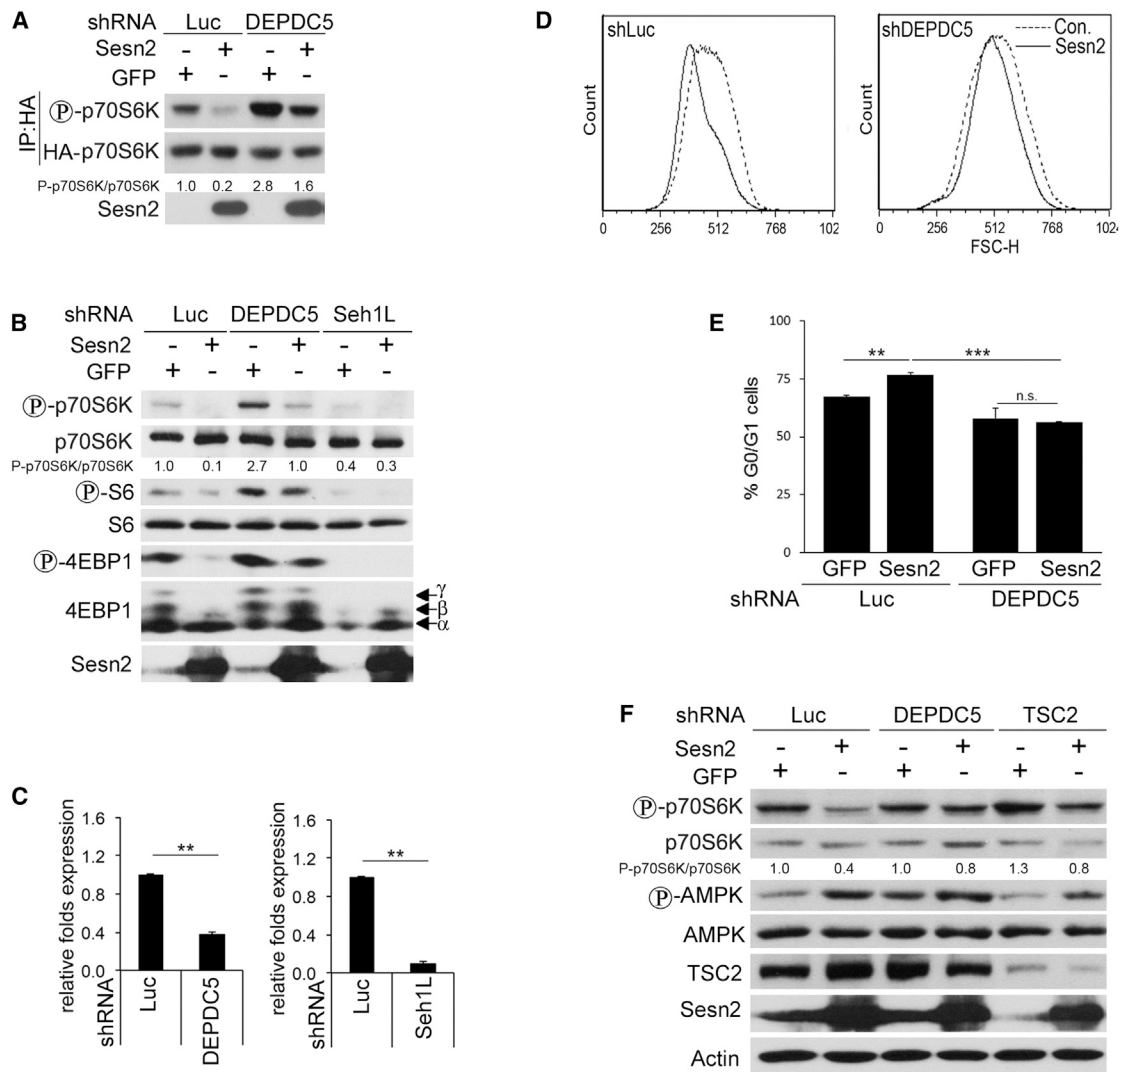 A
shRNA Luc DEPDC5
Sesn2 - + - +
GFP + - + -
IP:HA
Ⓟ-p70S6K
HA-p70S6K
P-p70S6K/p70S6K 1.0 0.2 2.8 1.6
Sesn2
B
shRNA Luc DEPDC5 Seh1L
Sesn2 - + - + - +
GFP + - + - + -
Ⓟ-p70S6K
p70S6K
P-p70S6K/p70S6K 1.0 0.1 2.7 1.0 0.4 0.3
Ⓟ-S6
S6
Ⓟ-4EBP1
4EBP1
γ
β
α
Sesn2
C
relative folds expression
1.6
1.2
0.8
0.4
0.0
**
shRNA
Luc
DEPDC5
relative folds expression
1.6
1.2
0.8
0.4
0.0
**
shRNA
Luc
Seh1L
D
shLuc
Count
0 256 512 768 102
shDEPDC5
Con.
Sesn2
Count
0 256 512 768 102
FSC-H
E
% G0/G1 cells
100
75
50
25
0
** ***
n.s.
GFP Sesn2 GFP Sesn2
shRNA Luc DEPDC5
F
shRNA Luc DEPDC5 TSC2
Sesn2 - + - + - +
GFP + - + - + -
Ⓟ-p70S6K
p70S6K
P-p70S6K/p70S6K 1.0 0.4 1.0 0.8 1.3 0.8
Ⓟ-AMPK
AMPK
TSC2
Sesn2
Actin